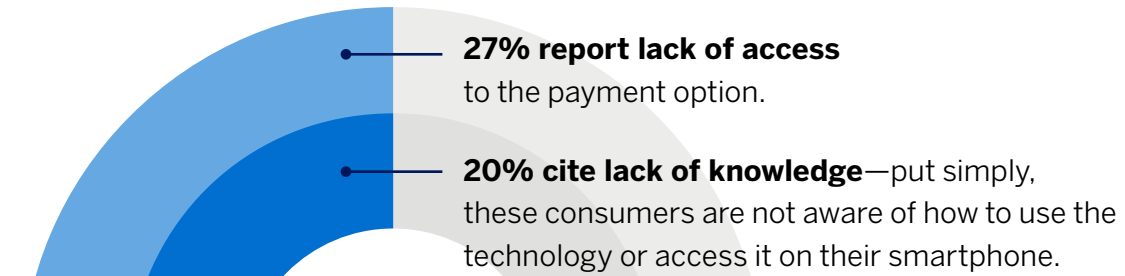 27% report lack of access
to the payment option.
20% cite lack of knowledge—put simply,
these consumers are not aware of how to use the
technology or access it on their smartphone.